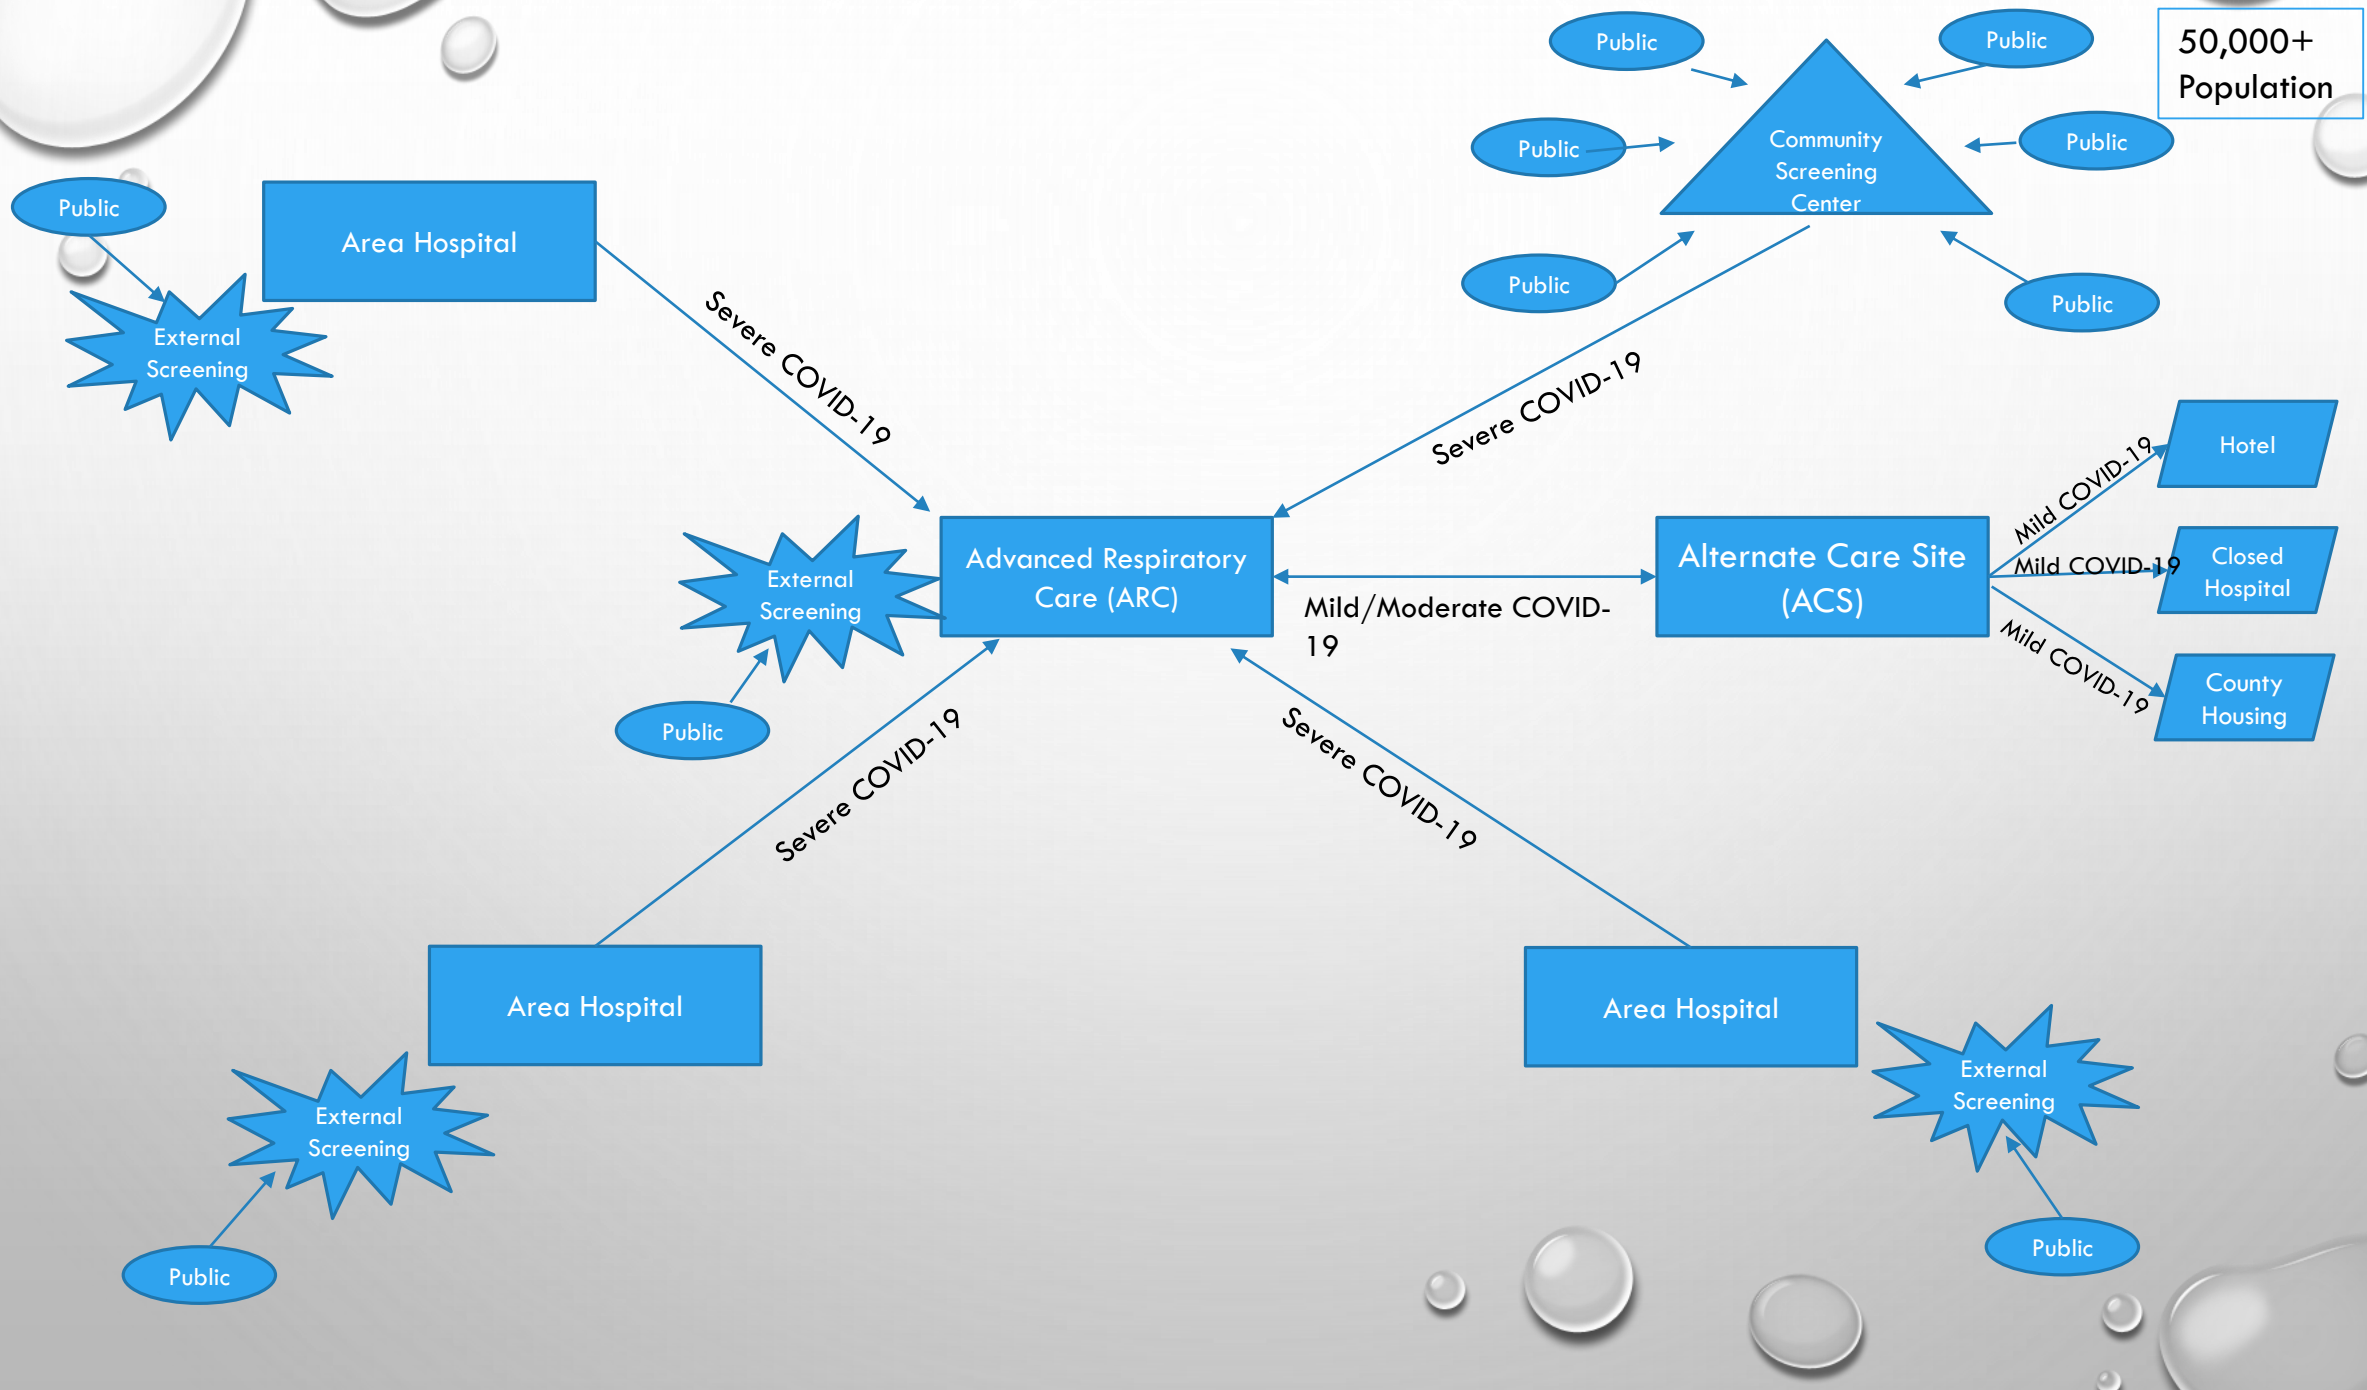 Public
Public
50,000+
Population
Public
Community
Screening
Center
Public
Public
Public
Public
Area Hospital
External
Screening
Severe COVID-19
Severe COVID-19
Mild COVID-19
Hotel
External
Screening
Advanced Respiratory
Care (ARC)
Mild/Moderate COVID-
19
Alternate Care Site
(ACS)
Mild COVID-19
Closed
Hospital
Mild COVID-19
County
Housing
Public
Severe COVID-19
Severe COVID-19
Area Hospital
Area Hospital
External
Screening
External
Screening
Public
Public